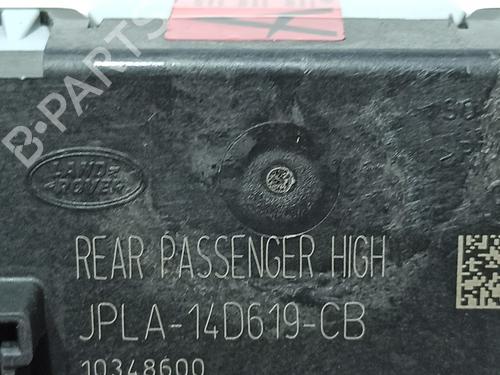 B-PARTS
LAND-
ROVER
REAR PASSENGER HIGH
JPLA-14D619-CB
10348600